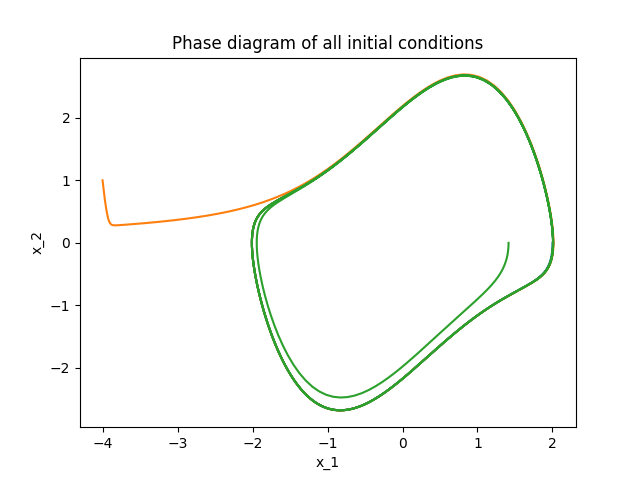 Phase diagram of all initial conditions
x_2
2
1
0
−1
−2
−4 −3 −2 −1 0 1 2
x_1